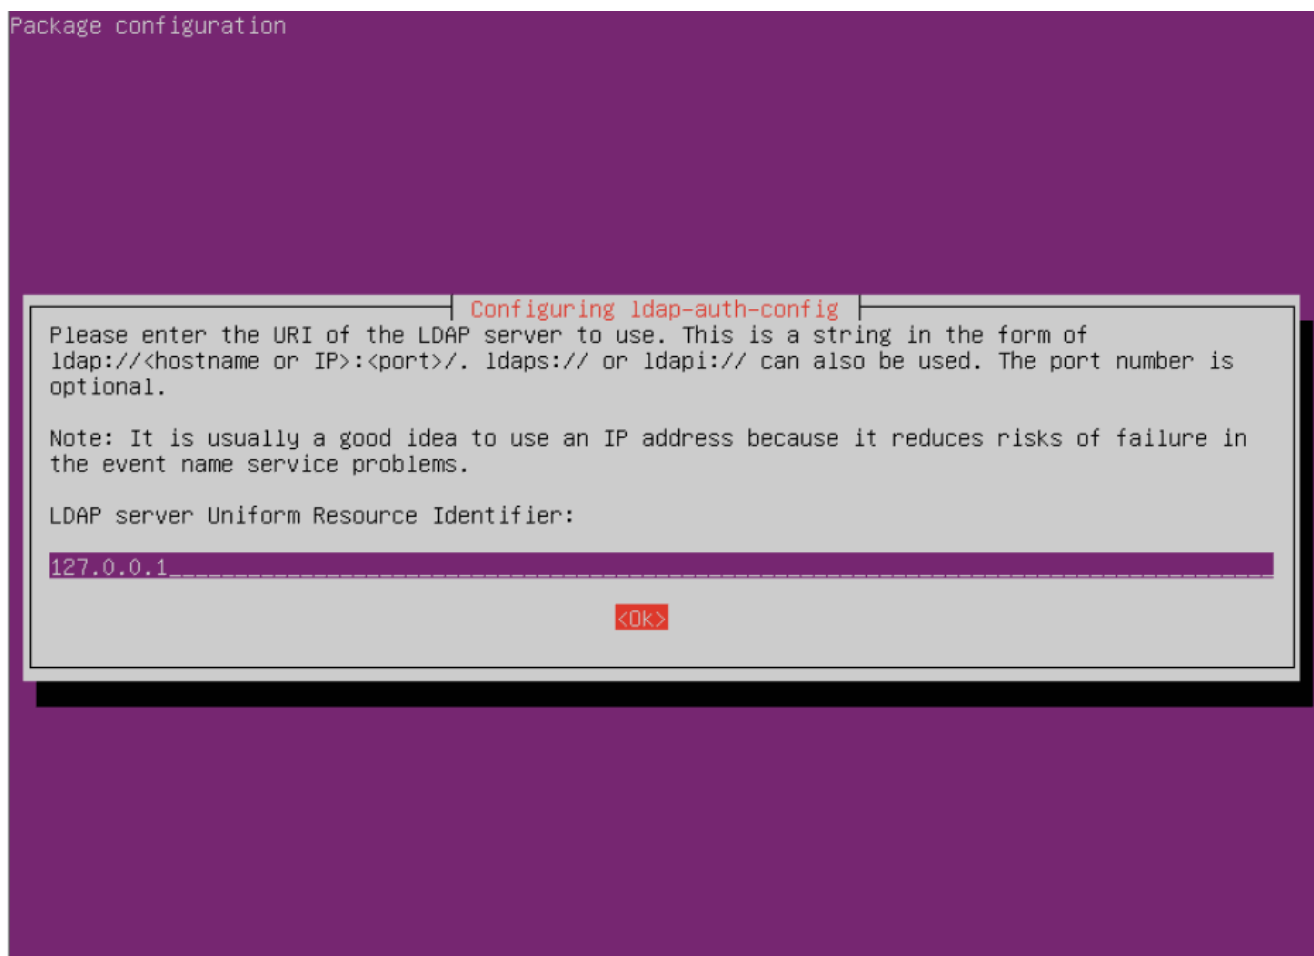 Package configuration
Configuring ldap-auth-config
Please enter the URI of the LDAP server to use. This is a string in the form of
ldap://<hostname or IP>:<port>/. ldaps:// or ldapi:// can also be used. The port number is
optional.
Note: It is usually a good idea to use an IP address because it reduces risks of failure in
the event name service problems.
LDAP server Uniform Resource Identifier:
127.0.0.1
<Ok>